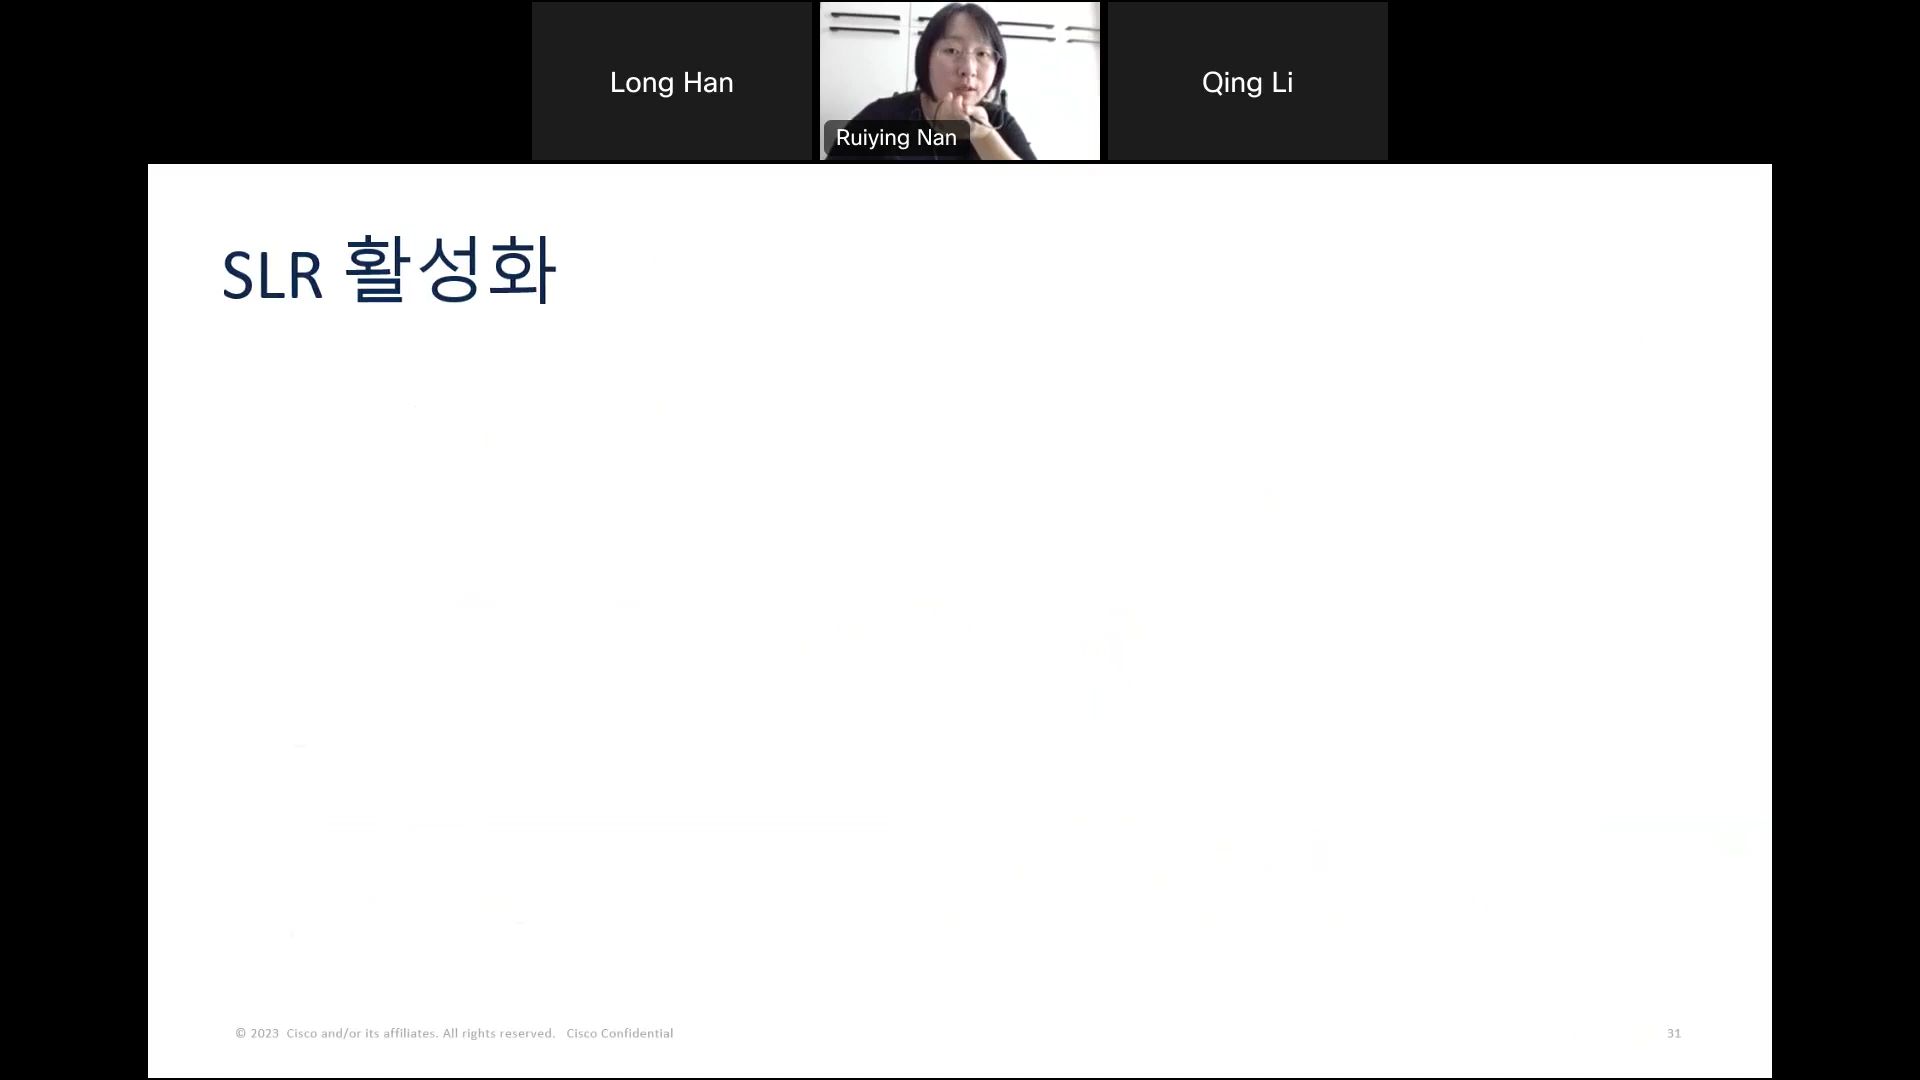 Long Han
Ruiying Nan
Qing Li
SLR 활성화
© 2023 Cisco and/or its affiliates. All rights reserved. Cisco Confidential
31